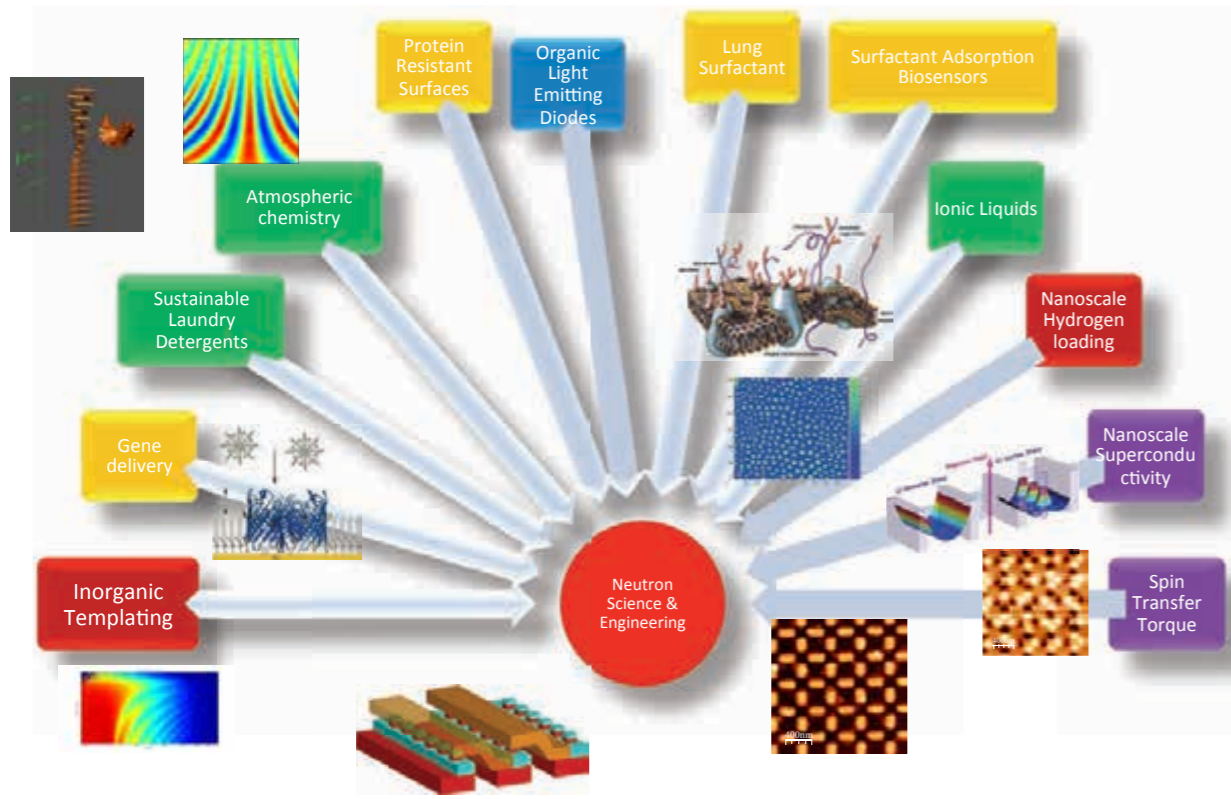 Protein
Resistant
Surfaces
Organic
Light
Emitting
Diodes
Lung
Surfactant
Surfactant Adsorption
Biosensors
Atmospheric
chemistry
Ionic Liquids
Sustainable
Laundry
Detergents
Nanoscale
Hydrogen
loading
Gene
delivery
Nanoscale
Supercondu
ctivity
Inorganic
Templating
Neutron
Science &
Engineering
Spin
Transfer
Torque
400nm